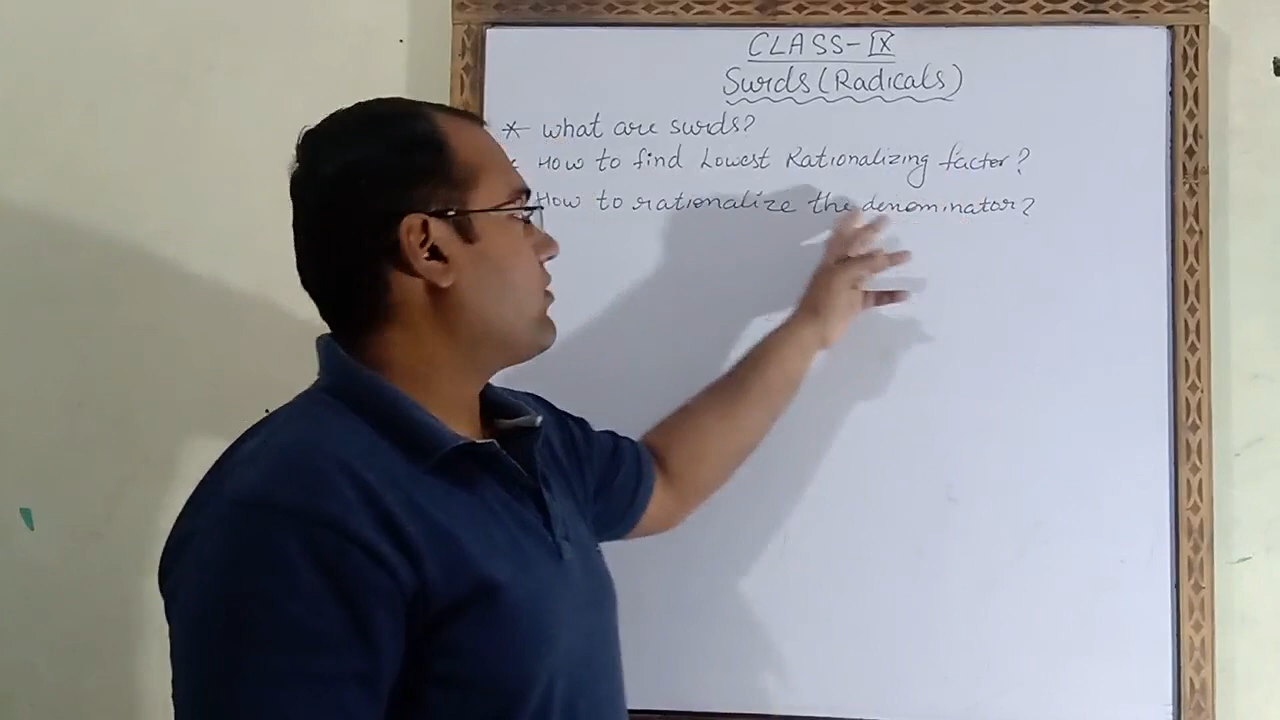 CLASS-IX
Surds (Radicals)
* What are surds?
How to find Lowest Rationalizing factor?
How to rationalize the denominator?